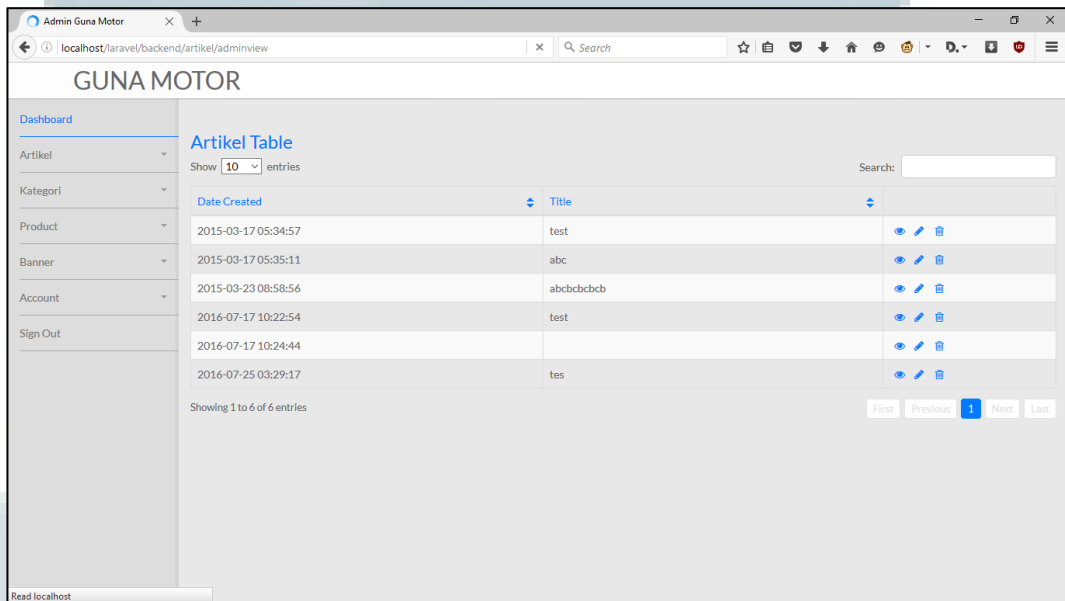 Admin Guna Motor
localhost/laravel/backend/artikel/adminview
Search
GUNA MOTOR
Dashboard
Artikel
Kategori
Product
Banner
Account
Sign Out
Artikel Table
Show 10 entries
Search:
Date Created Title
2015-03-17 05:34:57 test
2015-03-17 05:35:11 abc
2015-03-23 08:58:56 abcbcbcbcb
2016-07-17 10:22:54 test
2016-07-17 10:24:44
2016-07-25 03:29:17 tes
Showing 1 to 6 of 6 entries
First Previous 1 Next Last
Read localhost